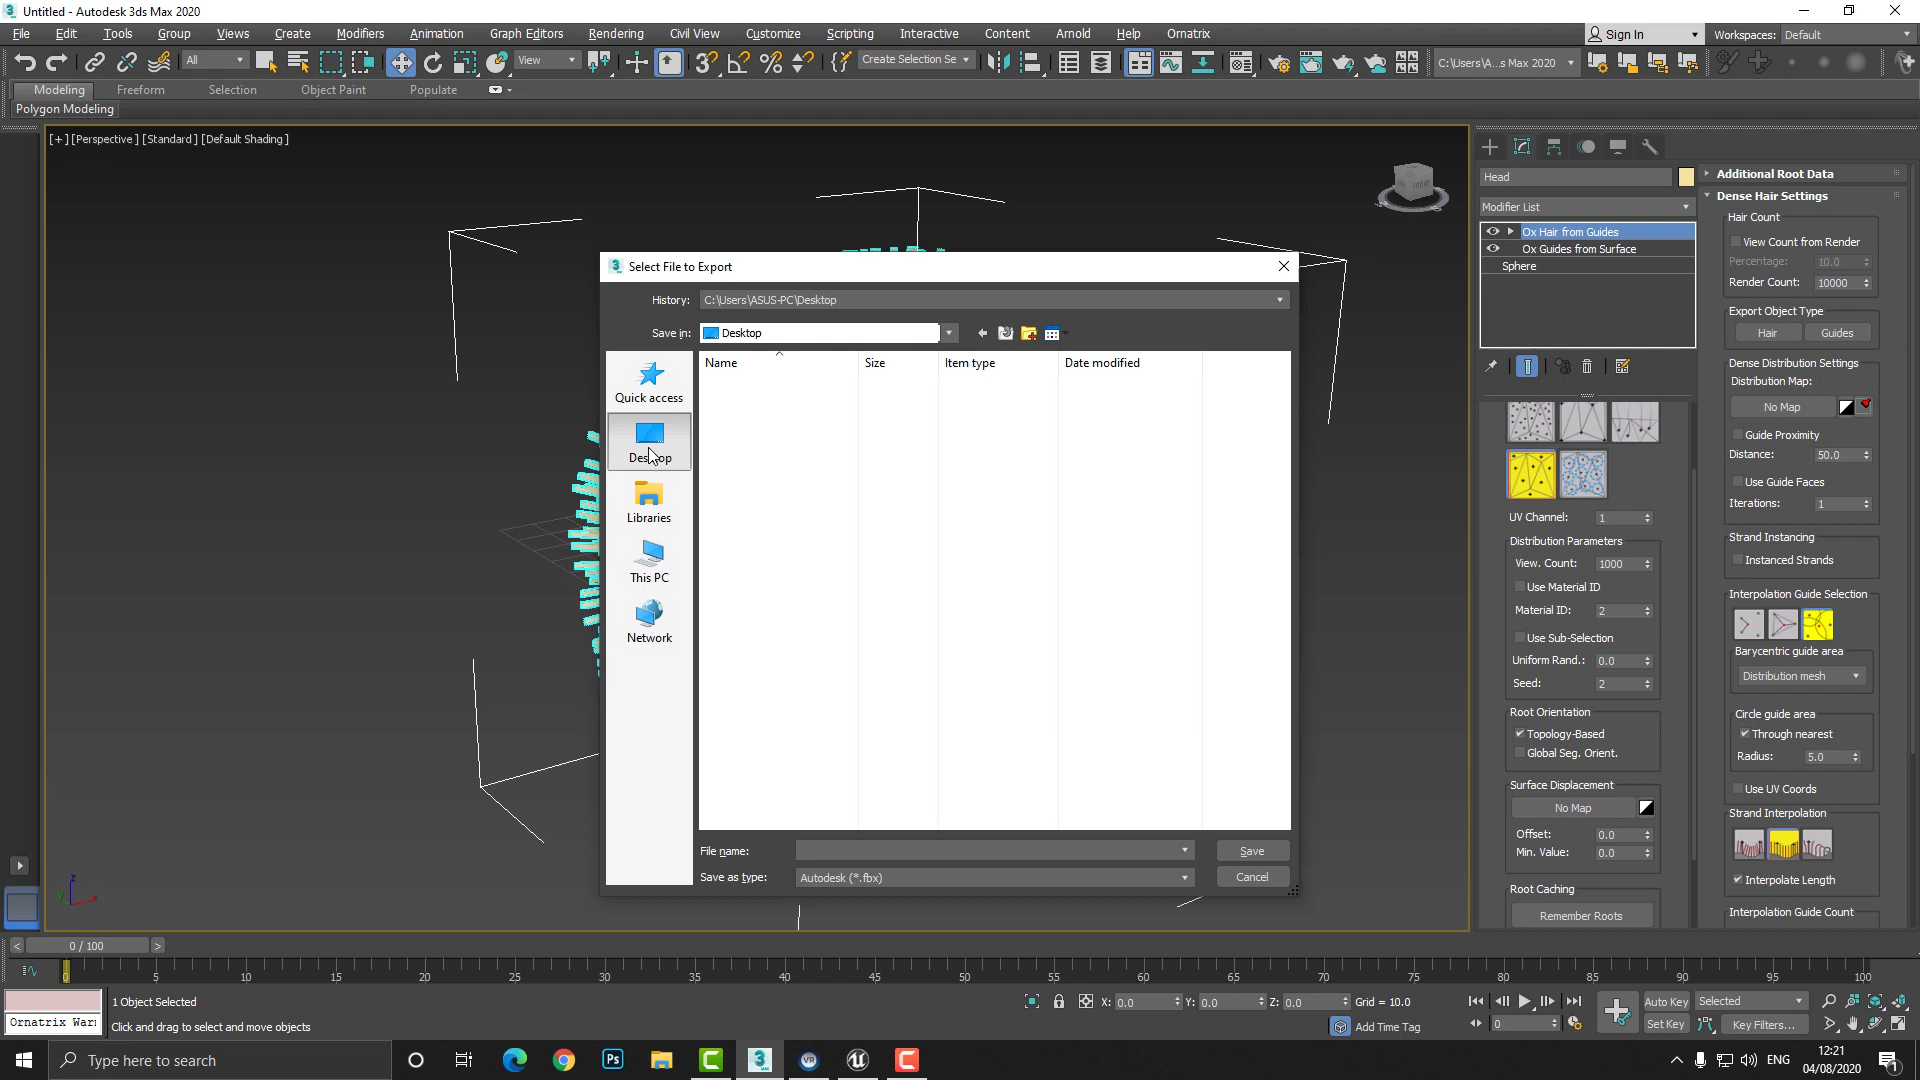 Untitled - Autodesk 3ds Max 2020
File Edit Tools Group Views Create Modifiers Animation Graph Editors Rendering Civil View Customize Scripting Interactive Content Arnold Help Ornatrix
Sign In
Workspaces: Default
All
View
Create Selection Se
C:\Users\A...s Max 2020
Modeling Freeform Selection Object Paint Populate
Polygon Modeling
[+] [Perspective] [Standard] [Default Shading]
Select File to Export
History: C:\Users\ASUS-PC\Desktop
Save in: Desktop
Name Size Item type Date modified
Quick access
Desktop
Libraries
This PC
Network
File name:
Save
Save as type: Autodesk (*.fbx)
Cancel
Head
Modifier List
Ox Hair from Guides
Ox Guides from Surface
Sphere
UV Channel: 1
Distribution Parameters
View. Count: 1000
Use Material ID
Material ID: 2
Use Sub-Selection
Uniform Rand.: 0.0
Seed: 2
Root Orientation
Topology-Based
Global Seg. Orient.
Surface Displacement
No Map
Offset: 0.0
Min. Value: 0.0
Root Caching
Remember Roots
Additional Root Data
Dense Hair Settings
Hair Count
View Count from Render
Percentage: 10.0
Render Count: 10000
Export Object Type
Hair Guides
Dense Distribution Settings
Distribution Map:
No Map
Guide Proximity
Distance: 50.0
Use Guide Faces
Iterations: 1
Strand Instancing
Instanced Strands
Interpolation Guide Selection
Barycentric guide area
Distribution mesh
Circle guide area
Through nearest
Radius: 5.0
Use UV Coords
Strand Interpolation
Interpolate Length
Interpolation Guide Count
z
x
y
< 0 / 100 >
0 5 10 15 20 25 30 35 40 45 50 55 60 65 70 75 80 85 90 95 100
1 Object Selected
X: 0.0 Y: 0.0 Z: 0.0 Grid = 10.0
Auto Key Selected
Ornatrix Warı
Click and drag to select and move objects
Add Time Tag
0
Set Key
Key Filters...
Type here to search
Ps
ENG
12:21
04/08/2020
1